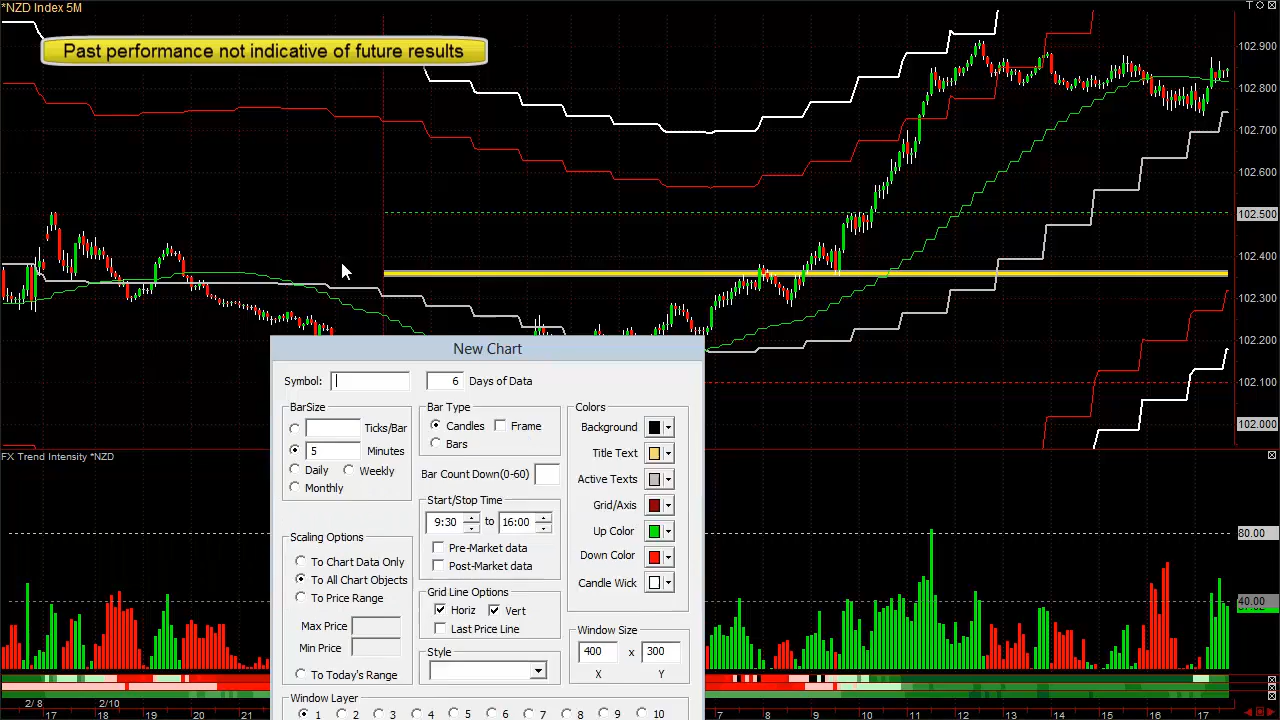 *NZD Index 5M
Past performance not indicative of future results
102.900
102.800
102.700
102.600
102.500
102.400
102.300
102.200
102.100
102.000
New Chart
Symbol: 6 Days of Data
BarSize
Ticks/Bar
5 Minutes
Daily Weekly
Monthly
Bar Type
Candles Frame
Bars
Bar Count Down(0-60)
Start/Stop Time
9:30 to 16:00
Pre-Market data
Post-Market data
Colors
Background
Title Text
Active Texts
Grid/Axis
Up Color
Down Color
Candle Wick
Scaling Options
To Chart Data Only
To All Chart Objects
To Price Range
Max Price
Min Price
To Today's Range
Grid Line Options
Horiz Vert
Last Price Line
Style
Window Size
400 x 300
X Y
Window Layer
1 2 3 4 5 6 7 8 9 10
FX Trend Intensity *NZD
80.00
40.00
2/ 8 2/10
17 18 19 20 21 7 8 9 10 11 12 13 14 15 16 17